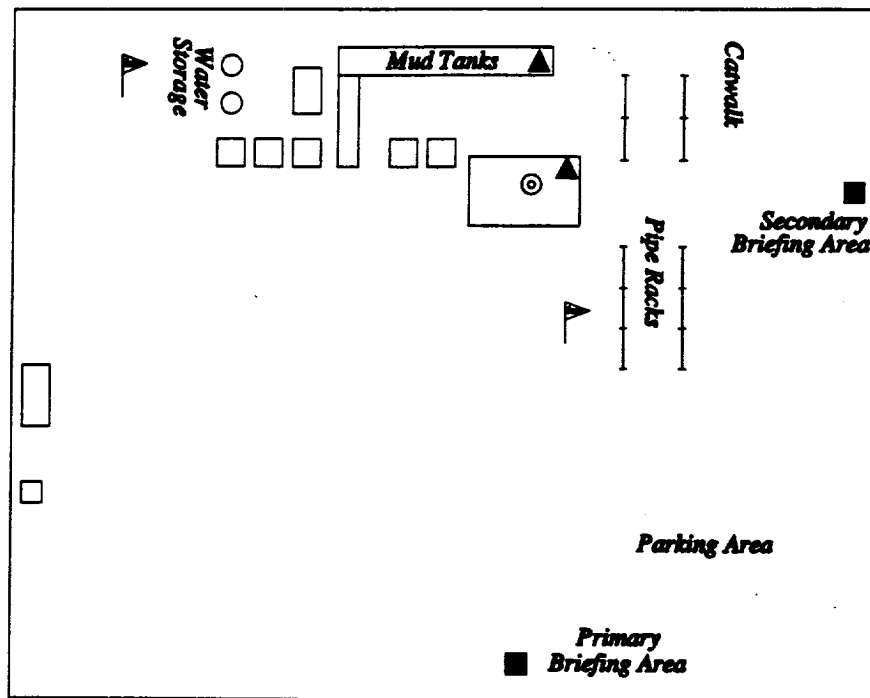 Water
Storage
Mud Tanks
Catwalk
Secondary
Briefing Area
Pipe Racks
Parking Area
Primary
Briefing Area